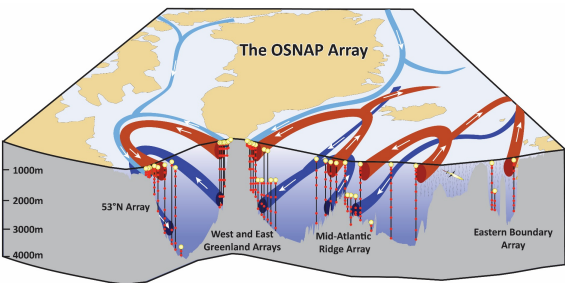 The OSNAP Array
1000m
2000m
3000m
4000m
53°N Array
West and East
Greenland Arrays
Mid-Atlantic
Ridge Array
Eastern Boundary
Array